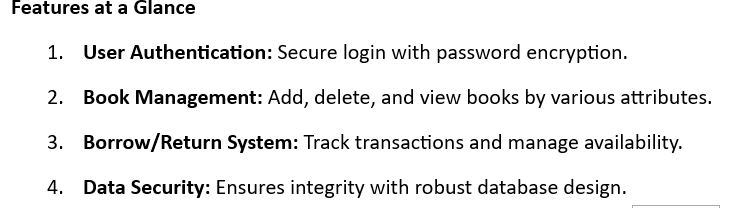 Features at a Glance
1. User Authentication: Secure login with password encryption.
2. Book Management: Add, delete, and view books by various attributes.
3. Borrow/Return System: Track transactions and manage availability.
4. Data Security: Ensures integrity with robust database design.